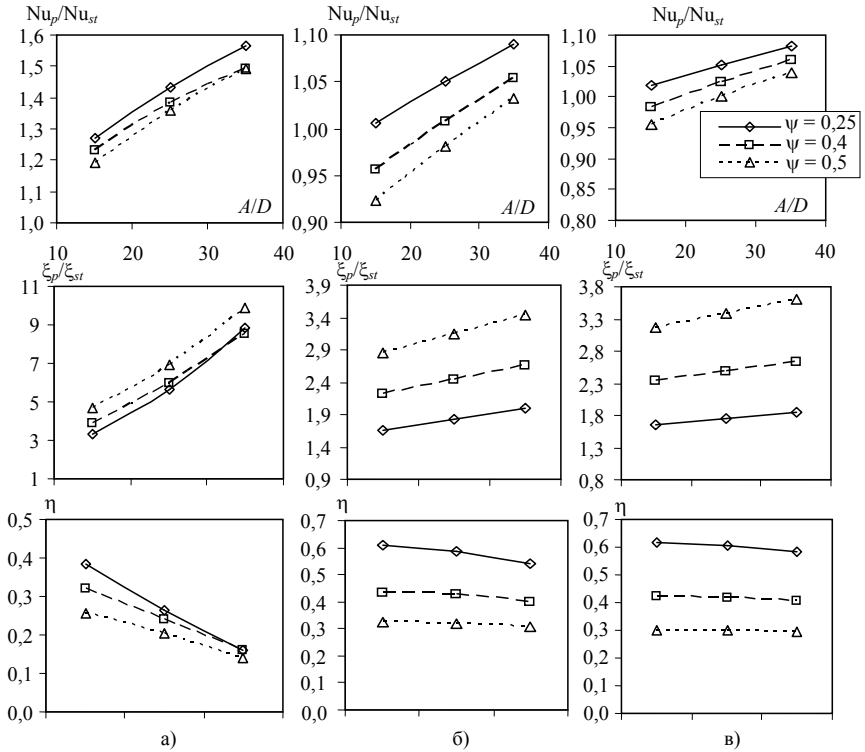 Nu_p/Nu_st
1,6
1,5
1,4
1,3
1,2
1,1
1,0
A/D
10 20 30 40
Nu_p/Nu_st
1,10
1,05
1,00
0,95
0,90
A/D
10 20 30 40
Nu_p/Nu_st
1,10
1,05
1,00
0,95
0,90
0,85
0,80
A/D
10 20 30 40
ψ = 0,25
ψ = 0,4
ψ = 0,5
ξ_p/ξ_st
11
9
7
5
3
1
ξ_p/ξ_st
3,9
3,4
2,9
2,4
1,9
1,4
0,9
ξ_p/ξ_st
3,8
3,3
2,8
2,3
1,8
1,3
0,8
η
0,5
0,4
0,3
0,2
0,1
0,0
а)
η
0,7
0,6
0,5
0,4
0,3
0,2
0,1
0,0
б)
η
0,7
0,6
0,5
0,4
0,3
0,2
0,1
0,0
в)